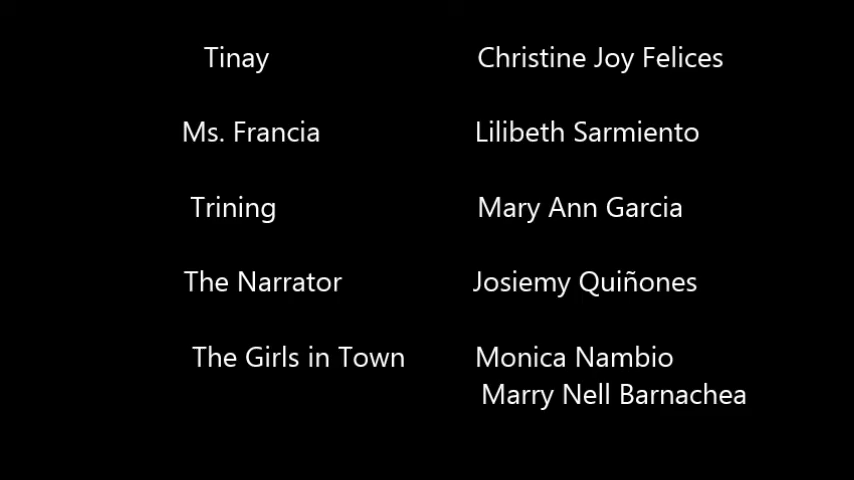 Tinay Christine Joy Felices
Ms. Francia Lilibeth Sarmiento
Trining Mary Ann Garcia
The Narrator Josiemy Quiñones
The Girls in Town Monica Nambio
Marry Nell Barnachea